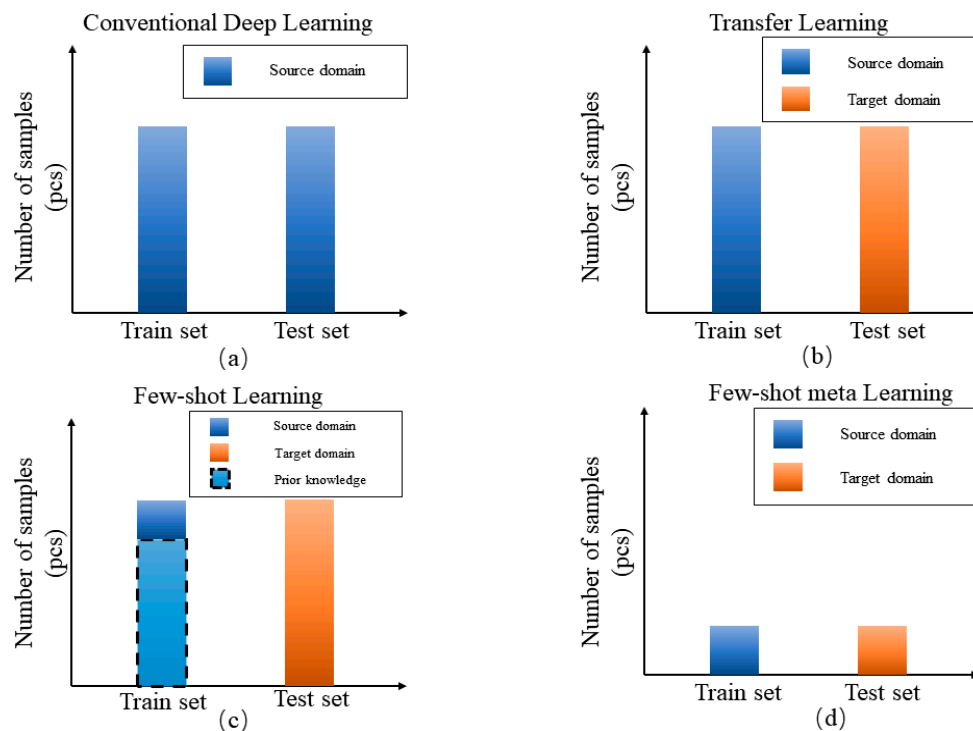 Conventional Deep Learning
Source domain
Number of samples
(pcs)
Train set
Test set
(a)
Transfer Learning
Source domain
Target domain
Number of samples
(pcs)
Train set
Test set
(b)
Few-shot Learning
Source domain
Target domain
Prior knowledge
Number of samples
(pcs)
Train set
Test set
(c)
Few-shot meta Learning
Source domain
Target domain
Number of samples
(pcs)
Train set
Test set
(d)